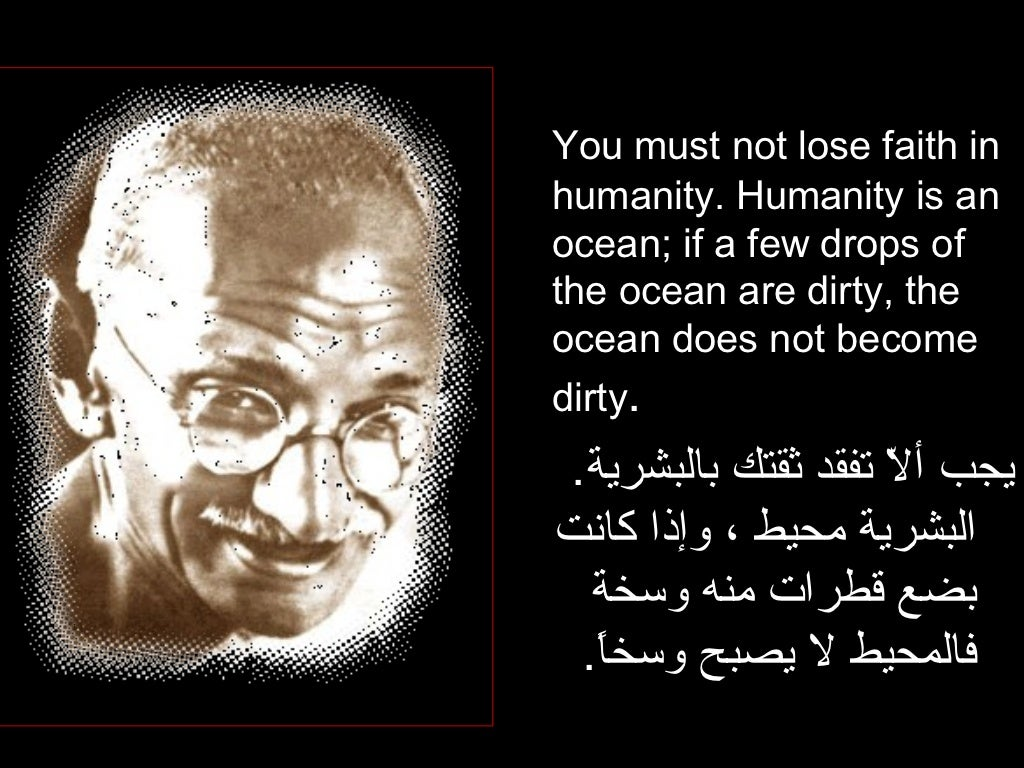 You must not lose faith in
humanity. Humanity is an
ocean; if a few drops of
the ocean are dirty, the
ocean does not become
dirty.
يجب ألاّ تفقد ثقتك بالبشرية.
البشرية محيط ، وإذا كانت
بضع قطرات منه وسخة
فالمحيط لا يصبح وسخاً.